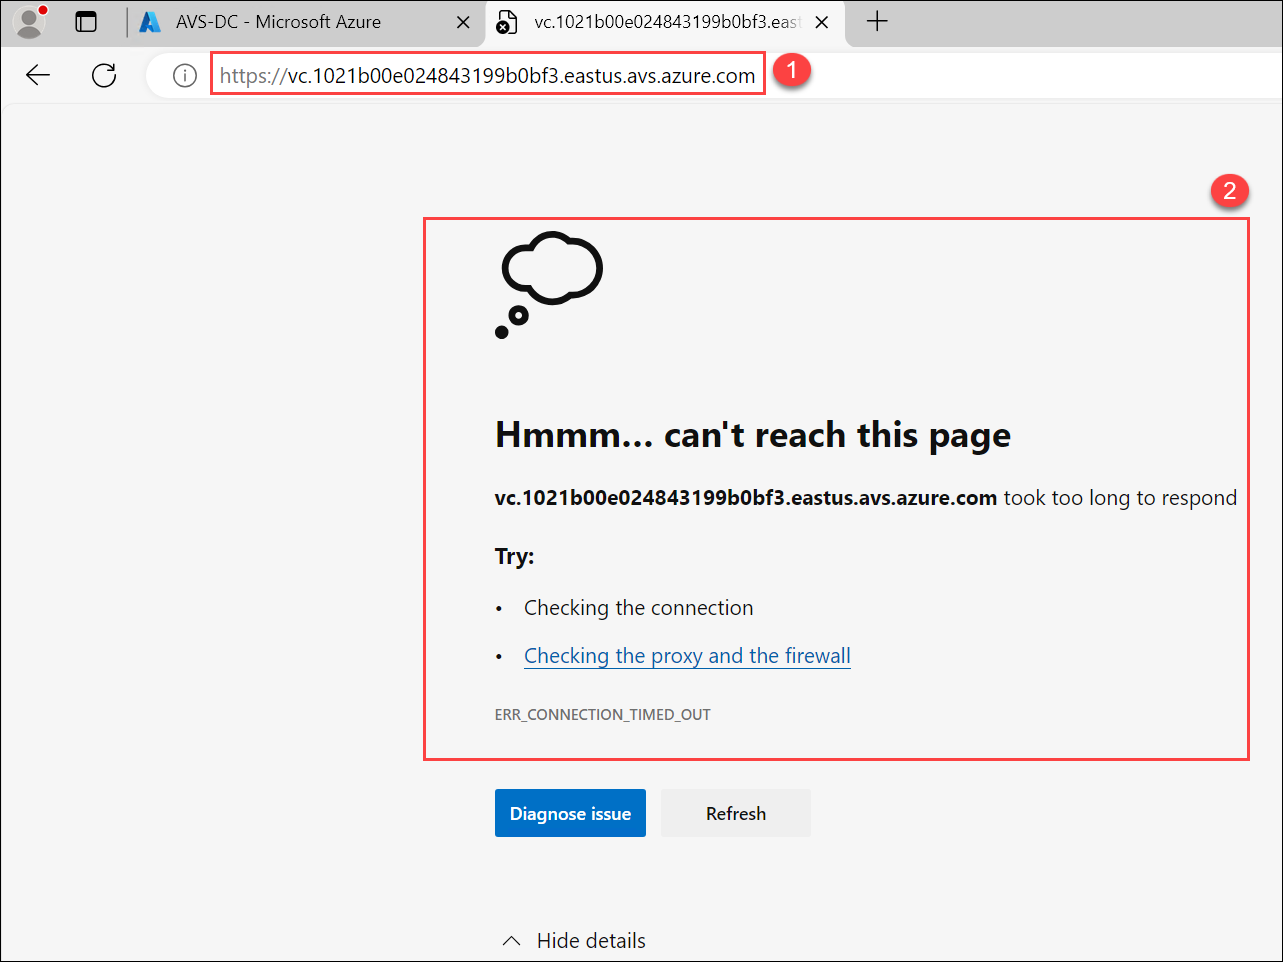 AVS-DC - Microsoft Azure
vc.1021b00e024843199b0bf3.east
https://vc.1021b00e024843199b0bf3.eastus.avs.azure.com
1
2
Hmmm... can't reach this page
vc.1021b00e024843199b0bf3.eastus.avs.azure.com took too long to respond
Try:
• Checking the connection
• Checking the proxy and the firewall
ERR_CONNECTION_TIMED_OUT
Diagnose issue
Refresh
Hide details